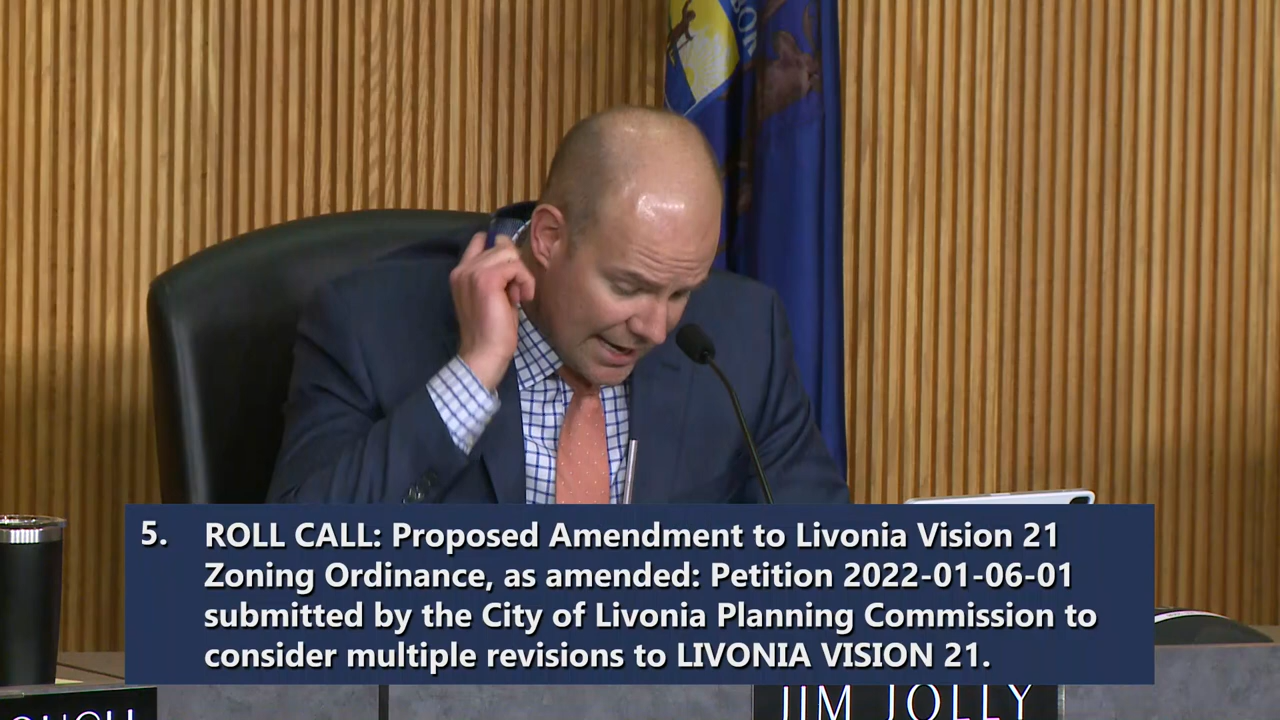 5. ROLL CALL: Proposed Amendment to Livonia Vision 21
Zoning Ordinance, as amended: Petition 2022-01-06-01
submitted by the City of Livonia Planning Commission to
consider multiple revisions to LIVONIA VISION 21.
JIM JOLLY